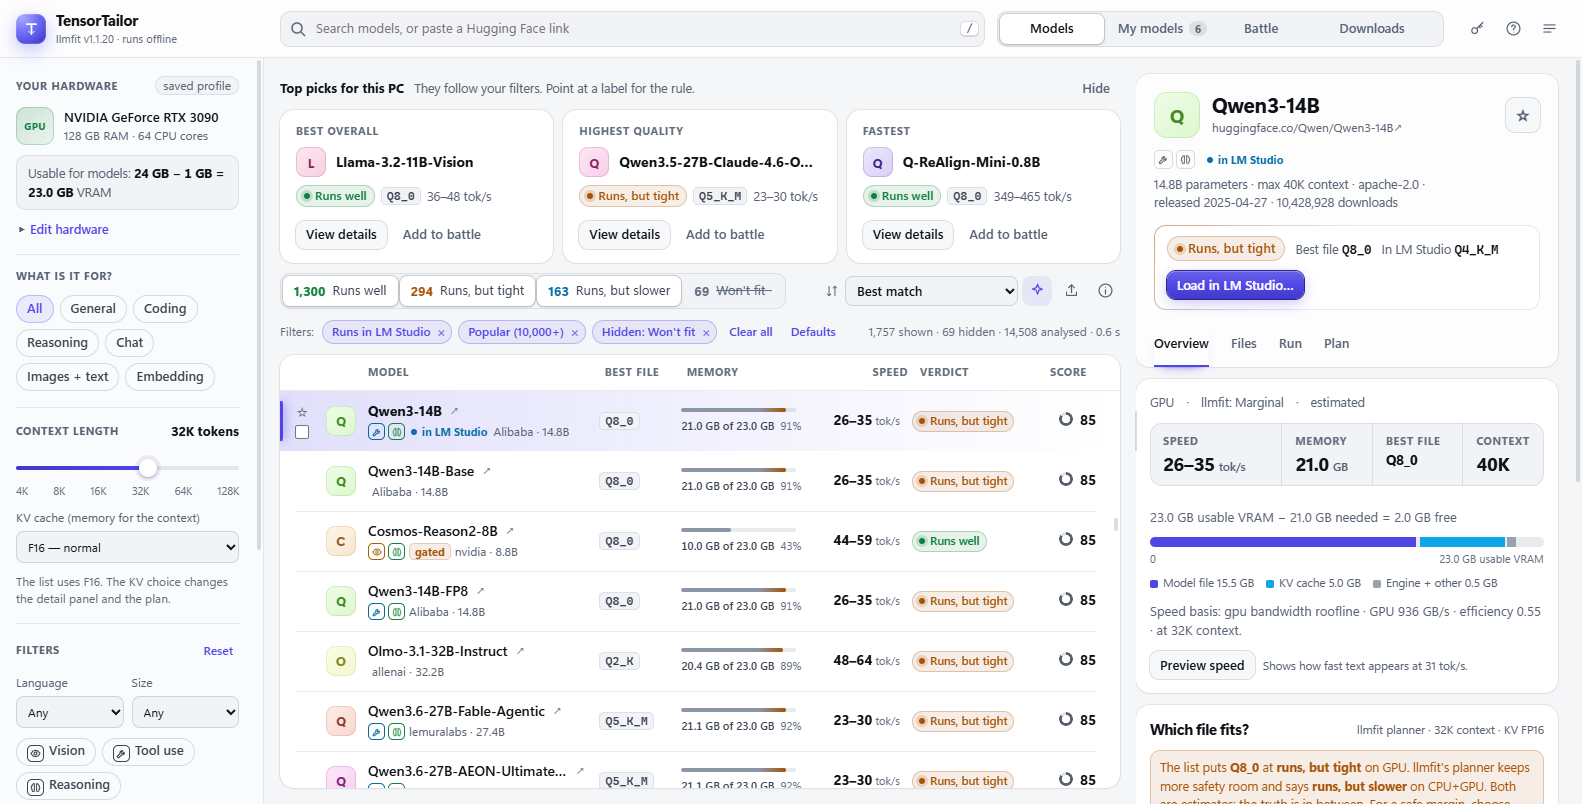 TensorTailor
llmfit v1.1.20 · runs offline
Search models, or paste a Hugging Face link
/
Models
My models 6
Battle
Downloads
YOUR HARDWARE
saved profile
GPU
NVIDIA GeForce RTX 3090
128 GB RAM · 64 CPU cores
Usable for models: 24 GB − 1 GB =
23.0 GB VRAM
▸ Edit hardware
WHAT IS IT FOR?
All
General
Coding
Reasoning
Chat
Images + text
Embedding
CONTEXT LENGTH
32K tokens
4K
8K
16K
32K
64K
128K
KV cache (memory for the context)
F16 — normal
The list uses F16. The KV choice changes
the detail panel and the plan.
FILTERS
Reset
Language
Size
Any
Any
Vision
Tool use
Reasoning
Top picks for this PC
They follow your filters. Point at a label for the rule.
Hide
BEST OVERALL
L
Llama-3.2-11B-Vision
Runs well
Q8_0
36–48 tok/s
View details
Add to battle
HIGHEST QUALITY
Q
Qwen3.5-27B-Claude-4.6-O...
Runs, but tight
Q5_K_M
23–30 tok/s
View details
Add to battle
FASTEST
Q
Q-ReAlign-Mini-0.8B
Runs well
Q8_0
349–465 tok/s
View details
Add to battle
1,300 Runs well
294 Runs, but tight
163 Runs, but slower
69 Won't fit
Best match
Filters:
Runs in LM Studio ×
Popular (10,000+) ×
Hidden: Won't fit ×
Clear all
Defaults
1,757 shown · 69 hidden · 14,508 analysed · 0.6 s
MODEL
BEST FILE
MEMORY
SPEED
VERDICT
SCORE
Q
Qwen3-14B ↗
in LM Studio Alibaba · 14.8B
Q8_0
21.0 GB of 23.0 GB 91%
26–35 tok/s
Runs, but tight
85
Q
Qwen3-14B-Base ↗
Alibaba · 14.8B
Q8_0
21.0 GB of 23.0 GB 91%
26–35 tok/s
Runs, but tight
85
C
Cosmos-Reason2-8B ↗
gated nvidia · 8.8B
Q8_0
10.0 GB of 23.0 GB 43%
44–59 tok/s
Runs well
85
Q
Qwen3-14B-FP8 ↗
Alibaba · 14.8B
Q8_0
21.0 GB of 23.0 GB 91%
26–35 tok/s
Runs, but tight
85
O
Olmo-3.1-32B-Instruct ↗
allenai · 32.2B
Q2_K
20.4 GB of 23.0 GB 89%
48–64 tok/s
Runs, but tight
85
Q
Qwen3.6-27B-Fable-Agentic ↗
lemuralabs · 27.4B
Q5_K_M
21.1 GB of 23.0 GB 92%
23–30 tok/s
Runs, but tight
85
Q
Qwen3.6-27B-AEON-Ultimate... ↗
Q5_K_M
21.1 GB of 23.0 GB 92%
23–30 tok/s
Runs, but tight
85
Q
Qwen3-14B
huggingface.co/Qwen/Qwen3-14B↗
in LM Studio
14.8B parameters · max 40K context · apache-2.0 ·
released 2025-04-27 · 10,428,928 downloads
Runs, but tight
Best file Q8_0
In LM Studio Q4_K_M
Load in LM Studio...
Overview
Files
Run
Plan
GPU · llmfit: Marginal · estimated
SPEED
26–35 tok/s
MEMORY
21.0 GB
BEST FILE
Q8_0
CONTEXT
40K
23.0 GB usable VRAM − 21.0 GB needed = 2.0 GB free
0
23.0 GB usable VRAM
Model file 15.5 GB
KV cache 5.0 GB
Engine + other 0.5 GB
Speed basis: gpu bandwidth roofline · GPU 936 GB/s · efficiency 0.55
· at 32K context.
Preview speed
Shows how fast text appears at 31 tok/s.
Which file fits?
llmfit planner · 32K context · KV FP16
The list puts Q8_0 at runs, but tight on GPU. llmfit's planner keeps
more safety room and says runs, but slower on CPU+GPU. Both
are estimates; the truth is in between. For a safe margin, choose